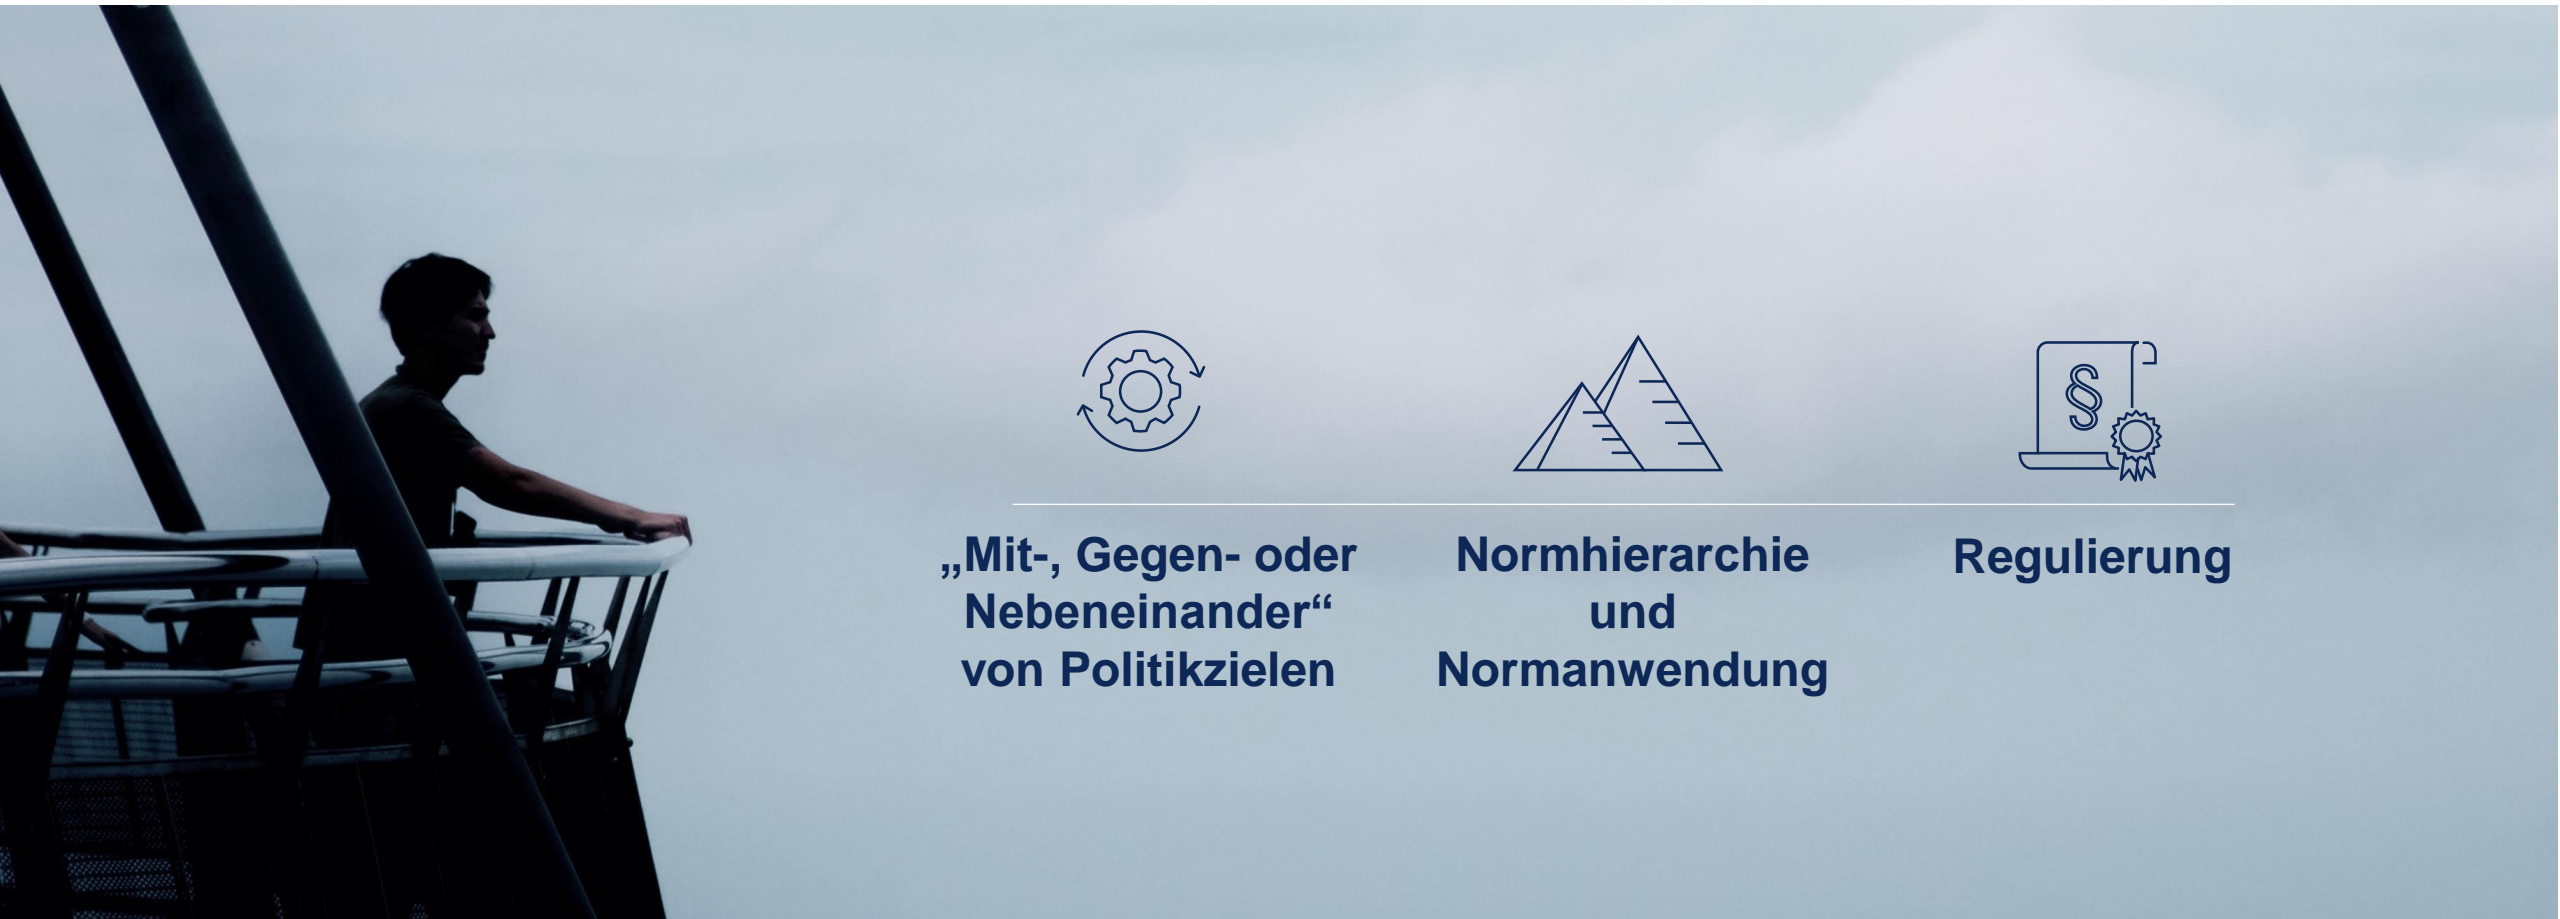 „Mit-, Gegen- oder
Nebeneinander“
von Politikzielen
Normhierarchie
und
Normanwendung
Regulierung
§